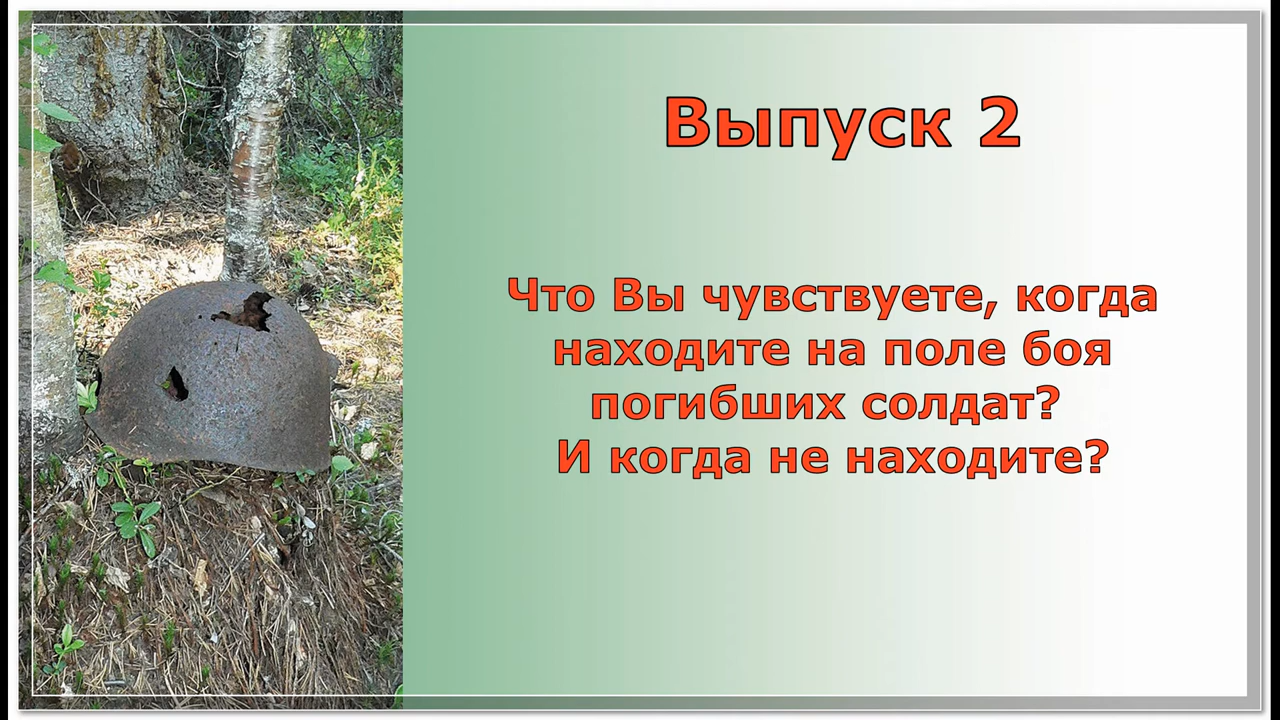 Выпуск 2
Что Вы чувствуете, когда
находите на поле боя
погибших солдат?
И когда не находите?